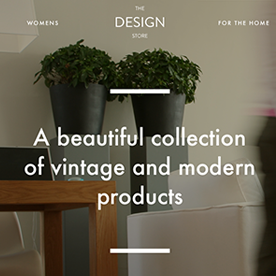 THE
WOMENS DESIGN FOR THE HOME
STORE
A beautiful collection
of vintage and modern
products